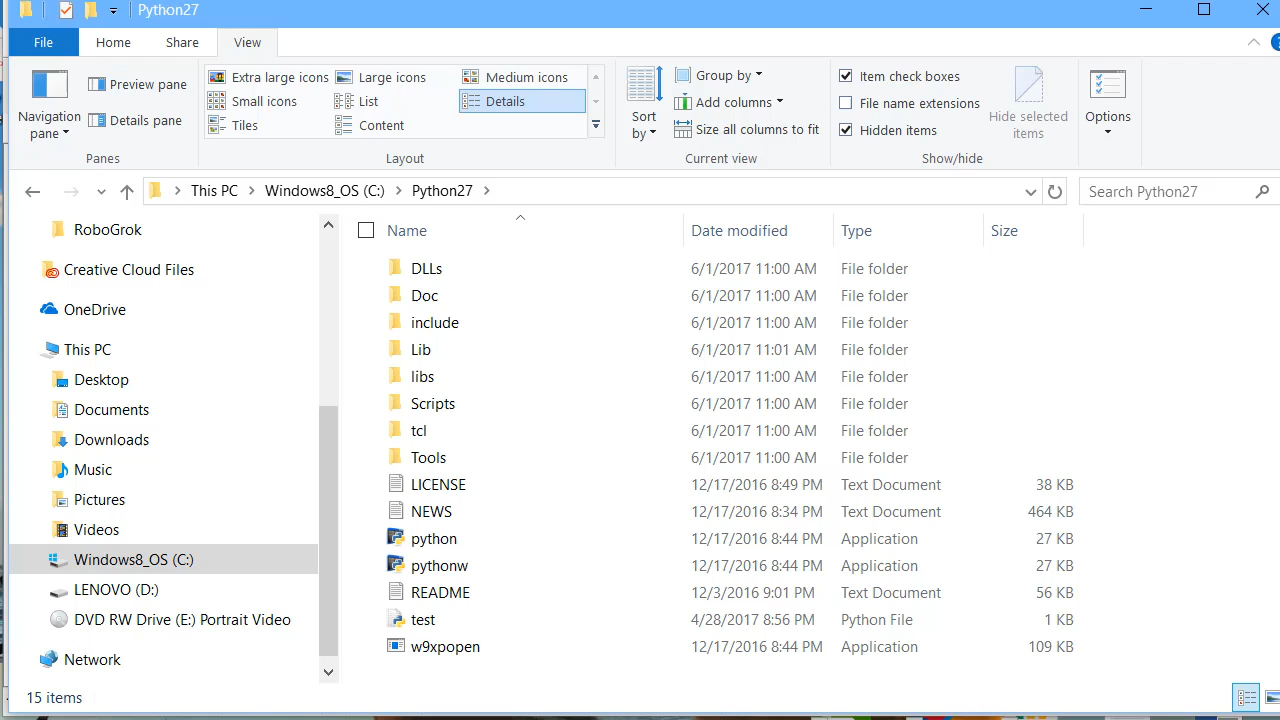 Python27
File Home Share View
Navigation pane
Preview pane
Details pane
Panes
Extra large icons Large icons Medium icons
Small icons List Details
Tiles Content
Layout
Sort by
Group by
Add columns
Size all columns to fit
Current view
Item check boxes
File name extensions
Hidden items
Hide selected items
Show/hide
Options
This PC Windows8_OS (C:) Python27
Search Python27
RoboGrok
Creative Cloud Files
OneDrive
This PC
Desktop
Documents
Downloads
Music
Pictures
Videos
Windows8_OS (C:)
LENOVO (D:)
DVD RW Drive (E:) Portrait Video
Network
Name Date modified Type Size
DLLs 6/1/2017 11:00 AM File folder
Doc 6/1/2017 11:00 AM File folder
include 6/1/2017 11:00 AM File folder
Lib 6/1/2017 11:01 AM File folder
libs 6/1/2017 11:00 AM File folder
Scripts 6/1/2017 11:00 AM File folder
tcl 6/1/2017 11:00 AM File folder
Tools 6/1/2017 11:00 AM File folder
LICENSE 12/17/2016 8:49 PM Text Document 38 KB
NEWS 12/17/2016 8:34 PM Text Document 464 KB
python 12/17/2016 8:44 PM Application 27 KB
pythonw 12/17/2016 8:44 PM Application 27 KB
README 12/3/2016 9:01 PM Text Document 56 KB
test 4/28/2017 8:56 PM Python File 1 KB
w9xpopen 12/17/2016 8:44 PM Application 109 KB
15 items